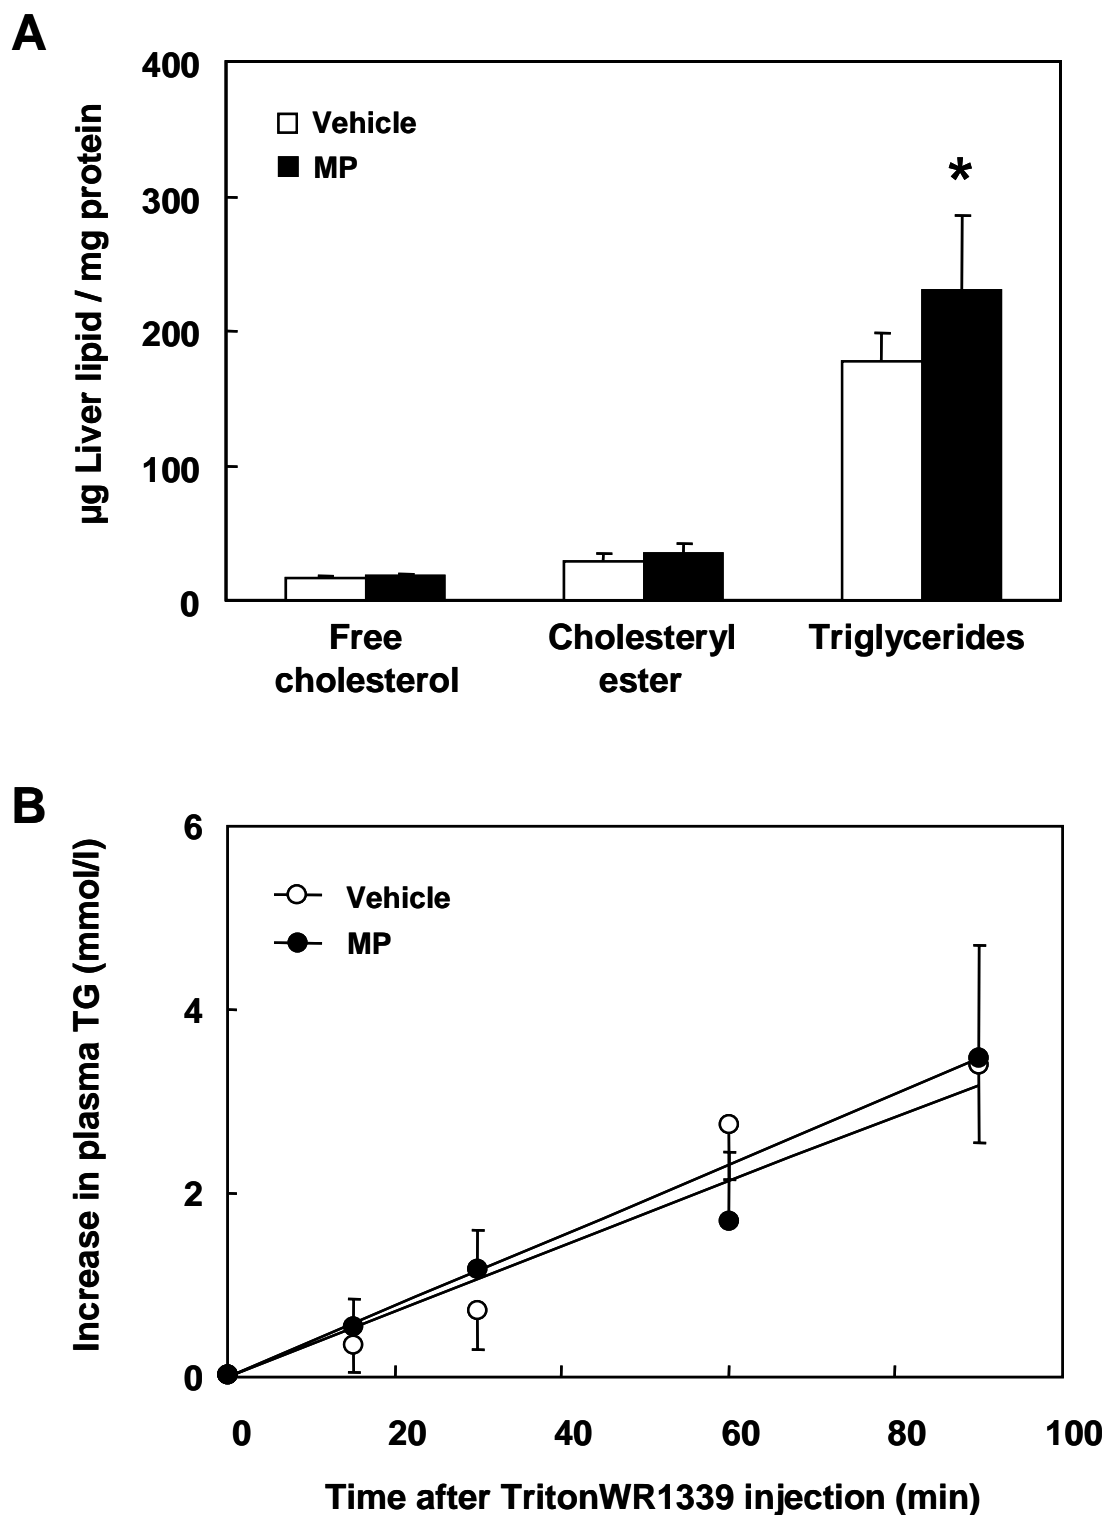 A
400
300
200
100
0
µg Liver lipid / mg protein
Vehicle
MP
*
Free
cholesterol
Cholesteryl
ester
Triglycerides
B
6
4
2
0
Increase in plasma TG (mmol/l)
Vehicle
MP
0 20 40 60 80 100
Time after TritonWR1339 injection (min)